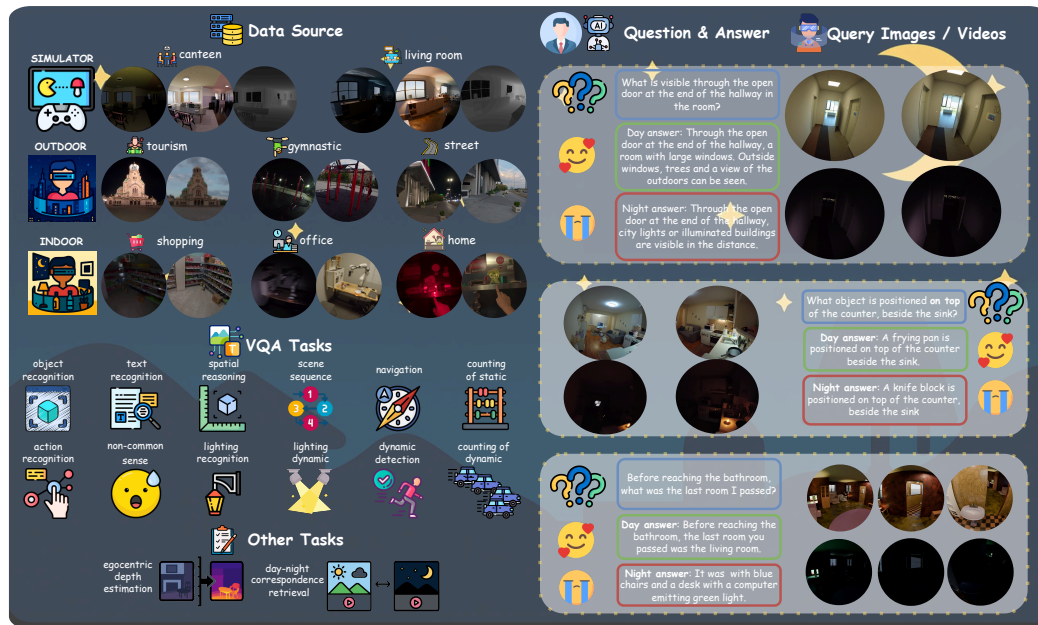 Data Source
SIMULATOR
canteen
living room
OUTDOOR
tourism
gymnastic
street
INDOOR
shopping
office
home
VQA Tasks
object
recognition
text
recognition
spatial
reasoning
scene
sequence
navigation
counting
of static
1
2
3
4
action
recognition
non-common
sense
lighting
recognition
lighting
dynamic
dynamic
detection
counting of
dynamic
Other Tasks
egocentric
depth
estimation
day-night
correspondence
retrieval
AI
Question & Answer
Query Images / Videos
What is visible through the open
door at the end of the hallway in
the room?
Day answer: Through the open
door at the end of the hallway, a
room with large windows. Outside
windows, trees and a view of the
outdoors can be seen.
Night answer: Through the open
door at the end of the hallway,
city lights or illuminated buildings
are visible in the distance.
What object is positioned on top
of the counter, beside the sink?
Day answer: A frying pan is
positioned on top of the counter
beside the sink.
Night answer: A knife block is
positioned on top of the counter,
beside the sink
Before reaching the bathroom,
what was the last room I passed?
Day answer: Before reaching the
bathroom, the last room you
passed was the living room.
Night answer: It was with blue
chairs and a desk with a computer
emitting green light.